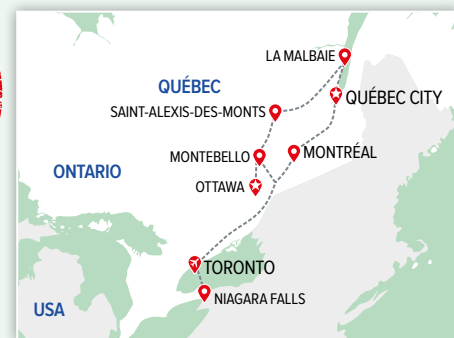 LA MALBAIE
QUÉBEC
QUÉBEC CITY
SAINT-ALEXIS-DES-MONTS
MONTEBELLO
MONTRÉAL
ONTARIO
OTTAWA
TORONTO
NIAGARA FALLS
USA